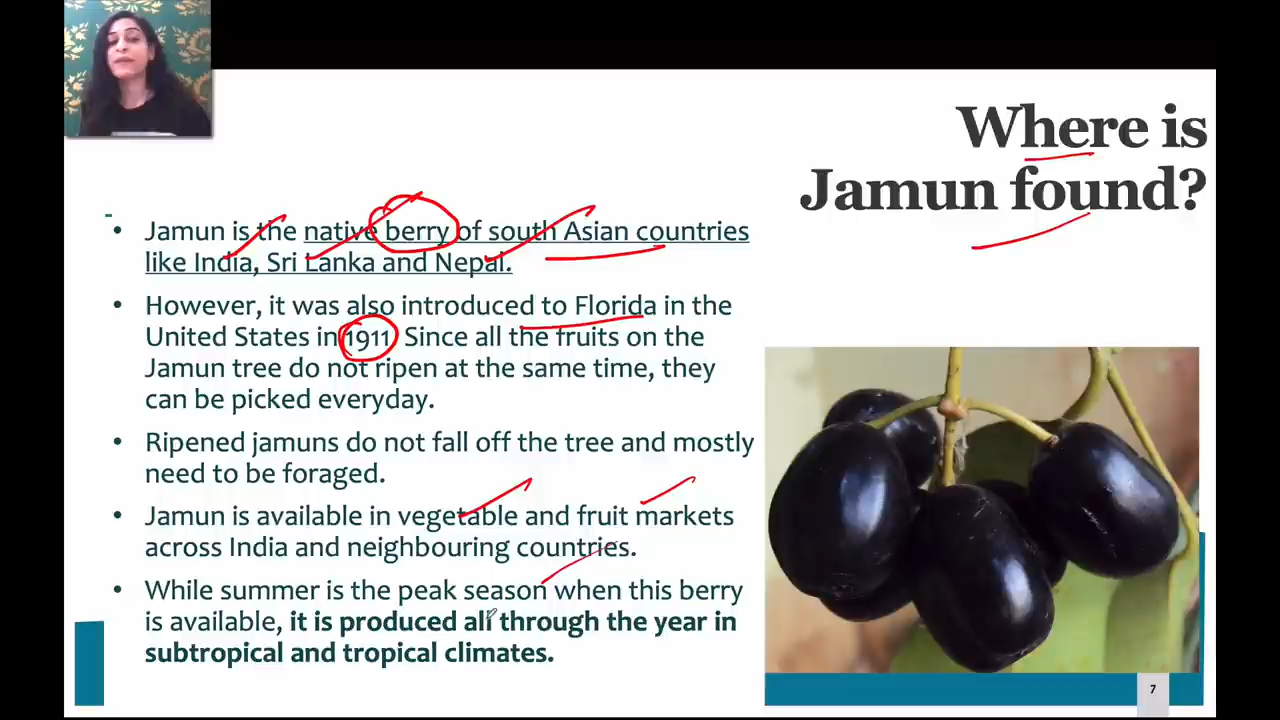 Where is
Jamun found?
- 
• Jamun is the native berry of south Asian countries
like India, Sri Lanka and Nepal.
• However, it was also introduced to Florida in the
United States in 1911. Since all the fruits on the
Jamun tree do not ripen at the same time, they
can be picked everyday.
• Ripened jamuns do not fall off the tree and mostly
need to be foraged.
• Jamun is available in vegetable and fruit markets
across India and neighbouring countries.
• While summer is the peak season when this berry
is available, it is produced all through the year in
subtropical and tropical climates.
7